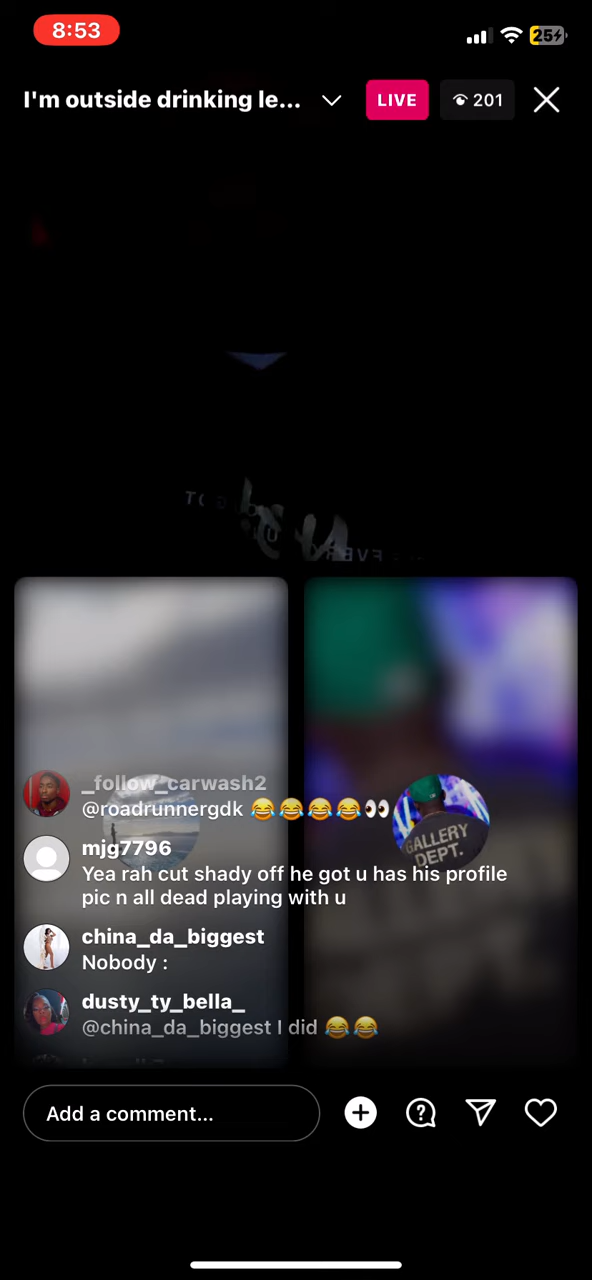 8:53
25
I'm outside drinking le...
LIVE
201
_follow_carwash2
@roadrunnergdk 😂😂😂😂👀
GALLERY
DEPT.
mjg7796
Yea rah cut shady off he got u has his profile
pic n all dead playing with u
china_da_biggest
Nobody :
dusty_ty_bella_
@china_da_biggest I did 😂😂
Add a comment...